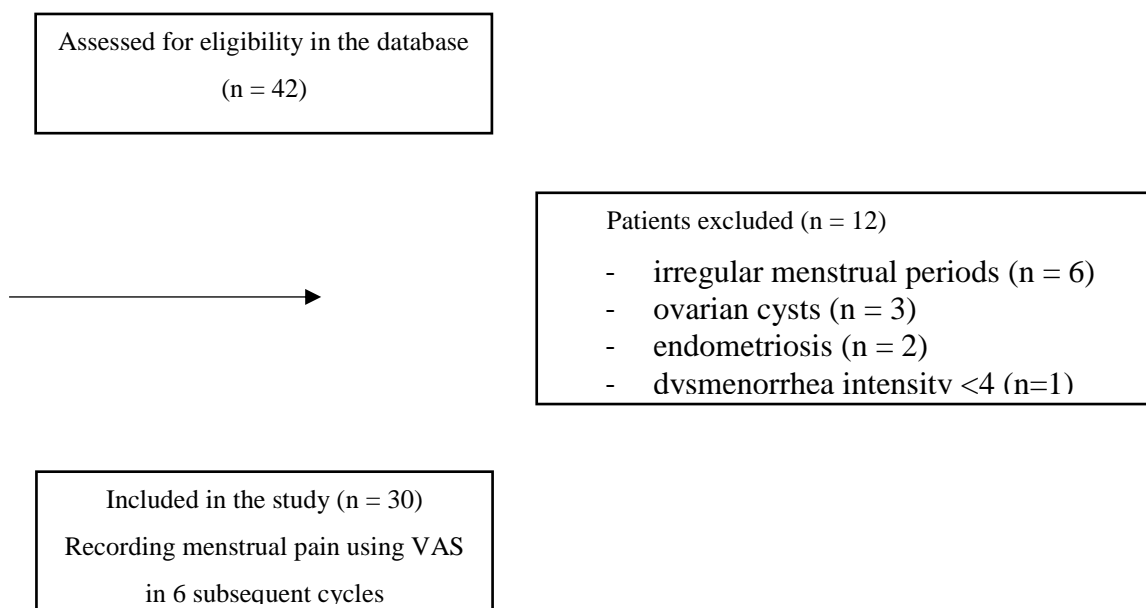 Assessed for eligibility in the database
(n = 42)
Patients excluded (n = 12)
- irregular menstrual periods (n = 6)
- ovarian cysts (n = 3)
- endometriosis (n = 2)
- dysmenorrhea intensity <4 (n=1)
Included in the study (n = 30)
Recording menstrual pain using VAS
in 6 subsequent cycles